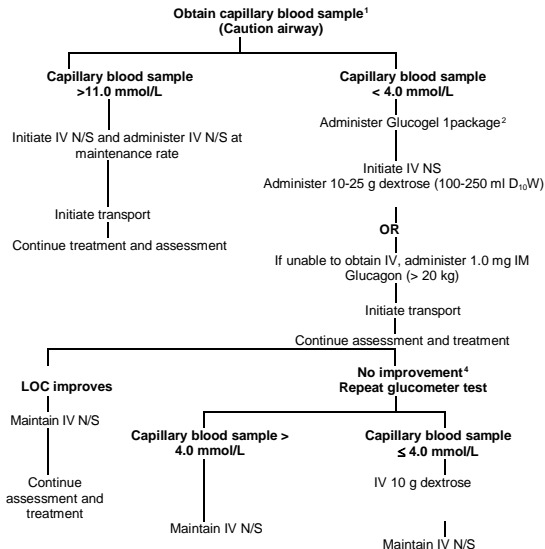 Obtain capillary blood sample¹
(Caution airway)
Capillary blood sample
>11.0 mmol/L
Initiate IV N/S and administer IV N/S at
maintenance rate
Initiate transport
Continue treatment and assessment
Capillary blood sample
< 4.0 mmol/L
Administer Glucogel 1package²
Initiate IV NS
Administer 10-25 g dextrose (100-250 ml D₁₀W)
OR
If unable to obtain IV, administer 1.0 mg IM
Glucagon (> 20 kg)
Initiate transport
Continue assessment and treatment
LOC improves
Maintain IV N/S
Continue
assessment and
treatment
No improvement⁴
Repeat glucometer test
Capillary blood sample >
4.0 mmol/L
Maintain IV N/S
Capillary blood sample
≤ 4.0 mmol/L
IV 10 g dextrose
Maintain IV N/S